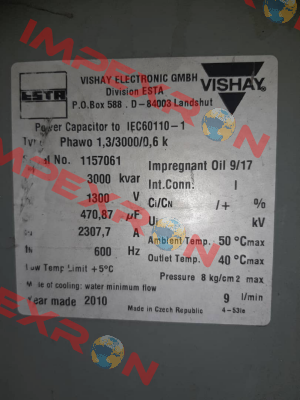 VISHAY ELECTRONIC GMBH
Division ESTA
P.O.Box 588 . D-84003 Landshut
ESTA
VISHAY
Power Capacitor to IEC60110-1
Phawo 1,3/3000/0,6 k
No. 1157061
Impregnant Oil 9/17
3000 kvar
Int.Conn: I
1300 V
Ci/CN /+ %
470,87 µF
kV
2307,7 A
Ambient Temp. 50°Cmax
600 Hz
Outlet Temp. 40°Cmax
Low Temp Limit +5°C
Pressure 8 kg/cm2 max
of cooling: water minimum flow
9 l/min
Year made 2010
Made in Czech Republic
4-531e
IMPEXRON
IMPEXRON
IMPEXRON